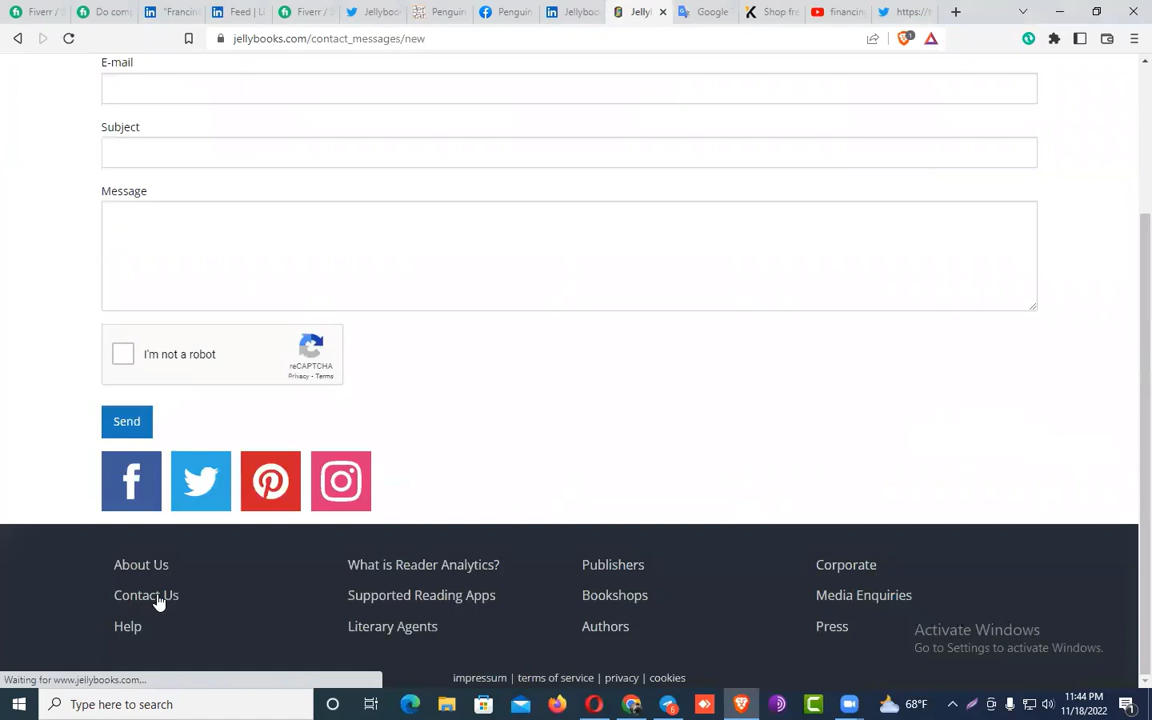 Fiverr / S
Do comp
"Francin
Feed | Li
Fiverr / S
Jellyboo
Penguin
Penguin
Jellyboo
Jelly
Google
Shop fre
financing
https://t
jellybooks.com/contact_messages/new
E-mail
Subject
Message
I'm not a robot
reCAPTCHA
Privacy - Terms
Send
About Us
What is Reader Analytics?
Publishers
Corporate
Contact Us
Supported Reading Apps
Bookshops
Media Enquiries
Help
Literary Agents
Authors
Press
Activate Windows
Go to Settings to activate Windows.
Waiting for www.jellybooks.com...
impressum | terms of service | privacy | cookies
Type here to search
68°F
11:44 PM
11/18/2022